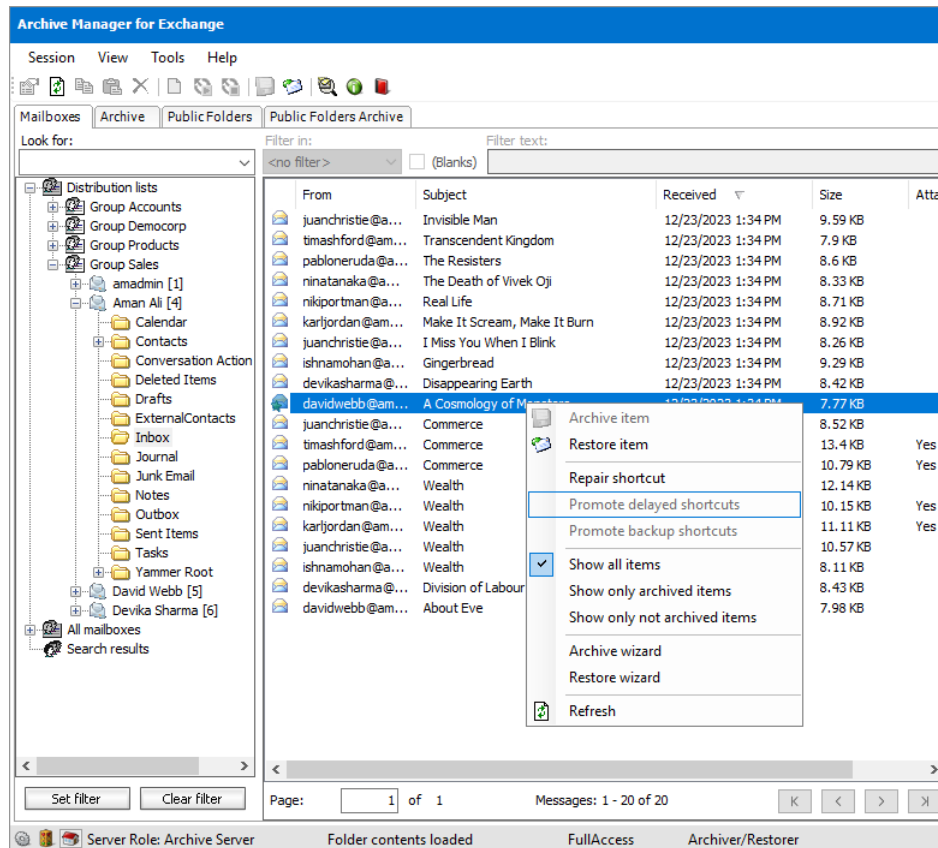 Archive Manager for Exchange
Session View Tools Help
Mailboxes Archive Public Folders Public Folders Archive
Look for: Filter in: Filter text:
<no filter> (Blanks)
Distribution lists
Group Accounts
Group Democorp
Group Products
Group Sales
amadmin [1]
Aman Ali [4]
Calendar
Contacts
Conversation Action
Deleted Items
Drafts
ExternalContacts
Inbox
Journal
Junk Email
Notes
Outbox
Sent Items
Tasks
Yammer Root
David Webb [5]
Devika Sharma [6]
All mailboxes
Search results
From Subject Received Size Atta
juanchristie@a... Invisible Man 12/23/2023 1:34 PM 9.59 KB
timashford@am... Transcendent Kingdom 12/23/2023 1:34 PM 7.9 KB
pabloneruda@a... The Resisters 12/23/2023 1:34 PM 8.6 KB
ninatanaka@a... The Death of Vivek Oji 12/23/2023 1:34 PM 8.33 KB
nikiportman@a... Real Life 12/23/2023 1:34 PM 8.71 KB
karljordan@am... Make It Scream, Make It Burn 12/23/2023 1:34 PM 8.92 KB
juanchristie@a... I Miss You When I Blink 12/23/2023 1:34 PM 8.26 KB
ishnamohan@a... Gingerbread 12/23/2023 1:34 PM 9.29 KB
devikasharma@... Disappearing Earth 12/23/2023 1:34 PM 8.42 KB
davidwebb@am... A Cosmology of Monsters 12/23/2023 1:34 PM 7.77 KB
juanchristie@a... Commerce 8.52 KB
timashford@am... Commerce 13.4 KB Yes
pabloneruda@a... Commerce 10.79 KB Yes
ninatanaka@a... Wealth 12.14 KB
nikiportman@a... Wealth 10.15 KB Yes
karljordan@am... Wealth 11.11 KB Yes
juanchristie@a... Wealth 10.57 KB
ishnamohan@a... Wealth 8.11 KB
devikasharma@... Division of Labour 8.43 KB
davidwebb@am... About Eve 7.98 KB
Archive item
Restore item
Repair shortcut
Promote delayed shortcuts
Promote backup shortcuts
Show all items
Show only archived items
Show only not archived items
Archive wizard
Restore wizard
Refresh
Set filter Clear filter Page: 1 of 1 Messages: 1 - 20 of 20
Server Role: Archive Server Folder contents loaded FullAccess Archiver/Restorer